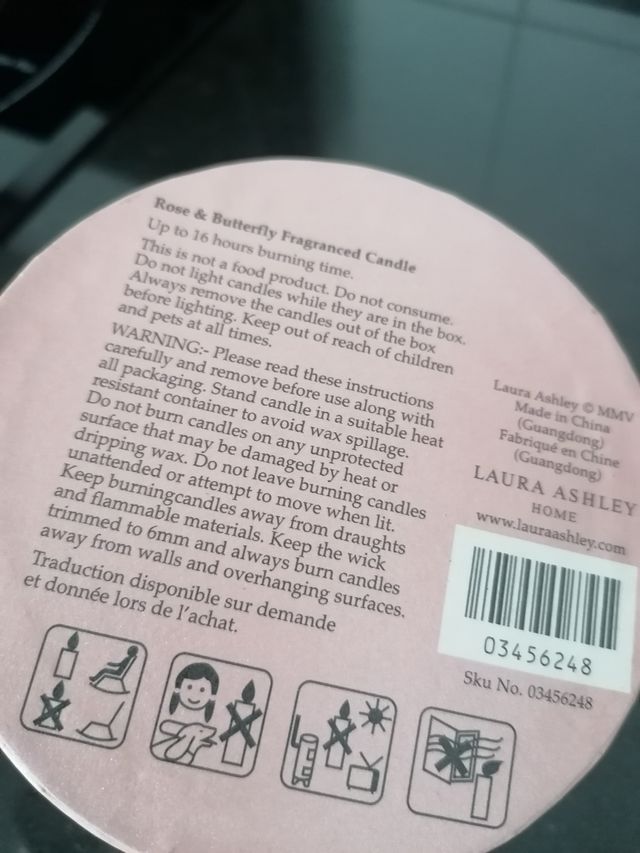 Rose & Butterfly Fragranced Candle
Up to 16 hours burning time.
This is not a food product. Do not consume.
Do not light candles while they are in the box.
Always remove the candles out of the box
before lighting. Keep out of reach of children
and pets at all times.
WARNING:- Please read these instructions
carefully and remove before use along with
all packaging. Stand candle in a suitable heat
resistant container to avoid wax spillage.
Do not burn candles on any unprotected
surface that may be damaged by heat or
dripping wax. Do not leave burning candles
unattended or attempt to move when lit.
Keep burningcandles away from draughts
and flammable materials. Keep the wick
trimmed to 6mm and always burn candles
away from walls and overhanging surfaces.
Traduction disponible sur demande
et donnée lors de l'achat.
Laura Ashley © MMV
Made in China
(Guangdong)
Fabriqué en Chine
(Guangdong)
LAURA ASHLEY
HOME
www.lauraashley.com
03456248
Sku No. 03456248